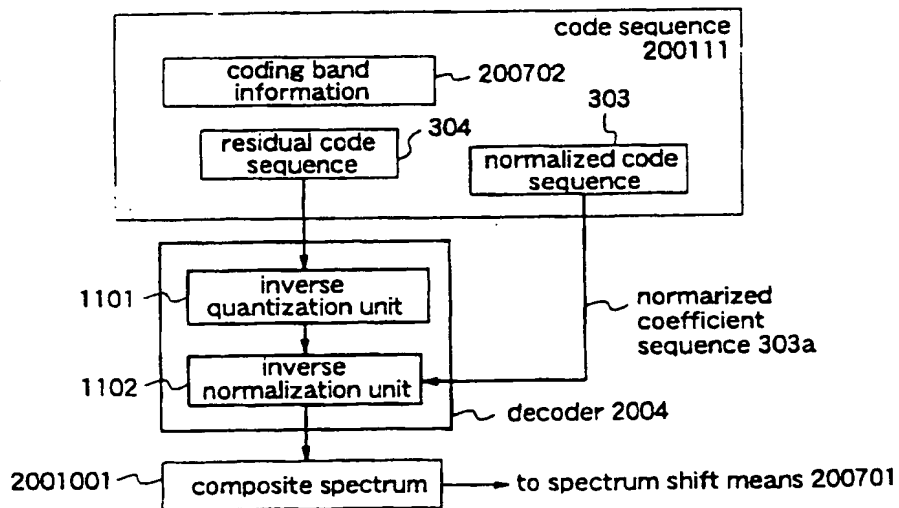 code sequence
200111
coding band
information
200702
residual code
sequence
304
303
normalized code
sequence
1101
inverse
quantization unit
1102
inverse
normalization unit
normarized
coefficient
sequence 303a
decoder 2004
2001001
composite spectrum
to spectrum shift means 200701